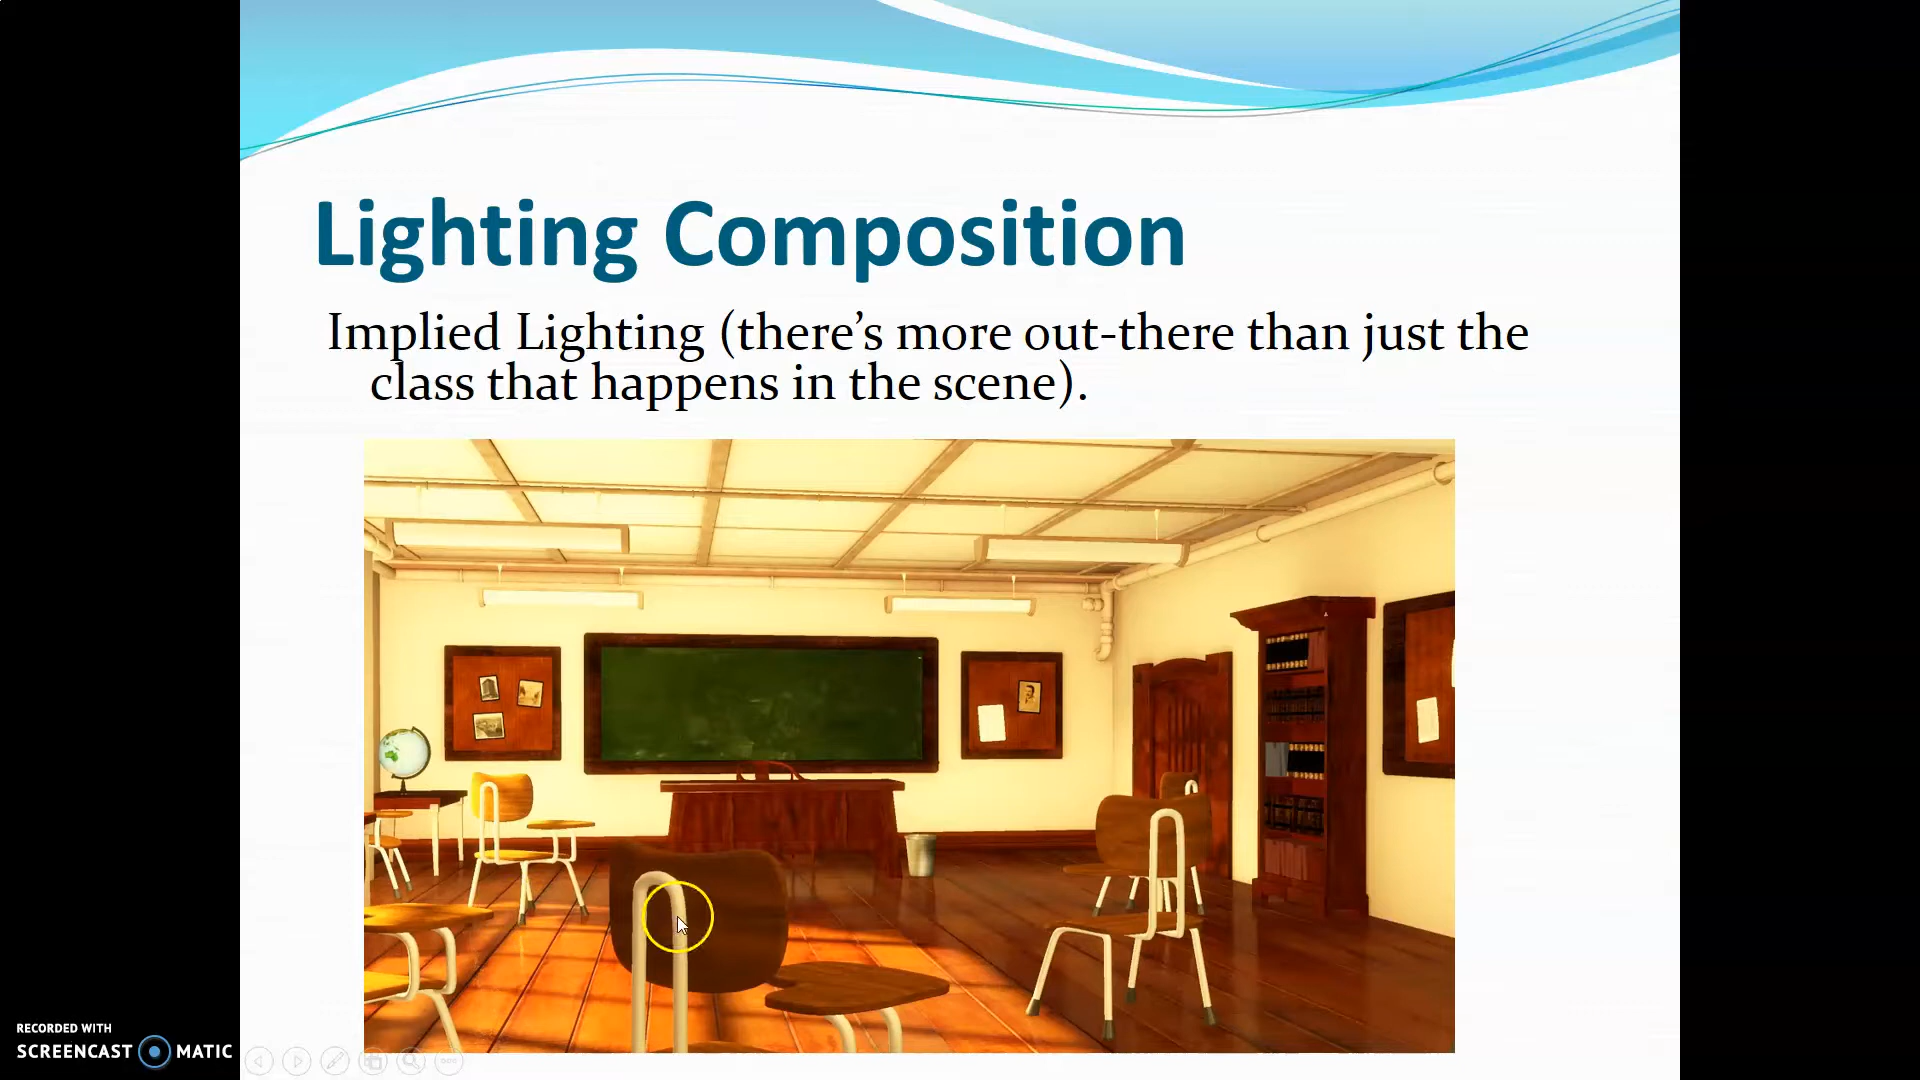 Lighting Composition
Implied Lighting (there’s more out-there than just the
class that happens in the scene).
RECORDED WITH
SCREENCAST MATIC